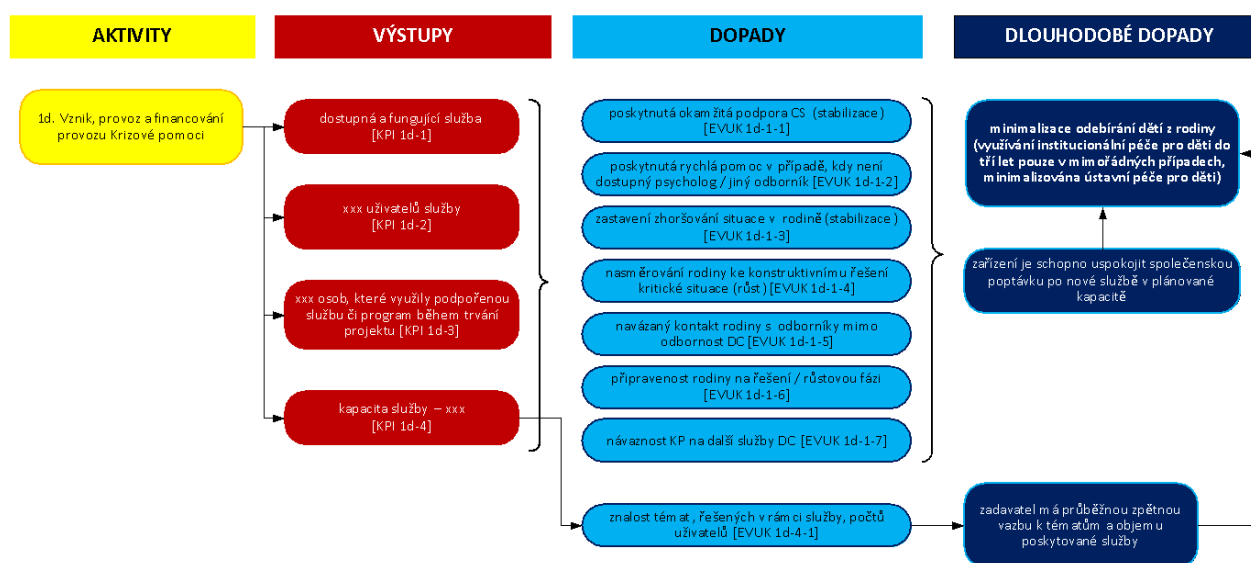 AKTIVITY
VÝSTUPY
DOPADY
DLOUHODOBÉ DOPADY
1d. Vznik, provoz a financování
provozu Krizové pomoci
dostupná a fungující služba
[KPI 1d-1]
xxx uživatelů služby
[KPI 1d-2]
xxx osob, které využily podpořenou
službu či program během trvání
projektu [KPI 1d-3]
kapacita služby – xxx
[KPI 1d-4]
poskytnutá okamžitá podpora CS (stabilizace)
[EVUK 1d-1-1]
poskytnutá rychlá pomoc v případě, kdy není
dostupný psycholog / jiný odborník [EVUK 1d-1-2]
zastavení zhoršování situace v rodině (stabilizace)
[EVUK 1d-1-3]
nasměrování rodiny ke konstruktivnímu řešení
kritické situace (růst) [EVUK 1d-1-4]
navázaný kontakt rodiny s odborníky mimo
odbornost DC [EVUK 1d-1-5]
připravenost rodiny na řešení / růstovou fázi
[EVUK 1d-1-6]
návaznost KP na další služby DC [EVUK 1d-1-7]
znalost témat, řešených v rámci služby, počtů
uživatelů [EVUK 1d-4-1]
minimalizace odebírání dětí z rodiny
(využívání institucionální péče pro děti do
tří let pouze v mimořádných případech,
minimalizována ústavní péče pro děti)
zařízení je schopno uspokojit společenskou
poptávku po nové službě v plánované
kapacitě
zadavatel má průběžnou zpětnou
vazbu k tématům a objemu
poskytované služby